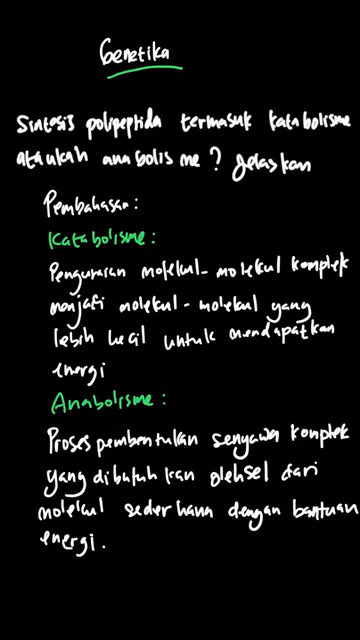 Genetika
Sintesis polipeptida termasuk katabolisme
ataukah anabolisme? Jelaskan
Pembahasan:
Katabolisme:
Penguraian molekul-molekul komplek
menjadi molekul-molekul yang
lebih kecil untuk mendapatkan
energi
Anabolisme:
Proses pembentukan senyawa komplek
yang dibutuhkan oleh sel dari
molekul sederhana dengan bantuan
energi.